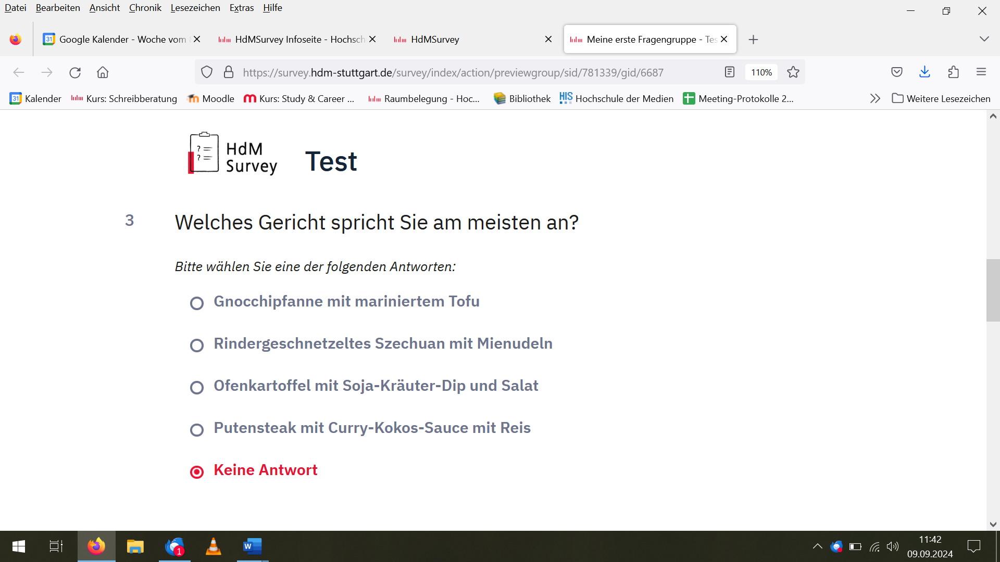 Datei Bearbeiten Ansicht Chronik Lesezeichen Extras Hilfe
Google Kalender - Woche vom
HdMSurvey Infoseite - Hochsch
HdMSurvey
Meine erste Fragengruppe - Tes
https://survey.hdm-stuttgart.de/survey/index/action/previewgroup/sid/781339/gid/6687 110%
31 Kalender Kurs: Schreibberatung Moodle Kurs: Study & Career ... Raumbelegung - Hoc... Bibliothek HIS Hochschule der Medien Meeting-Protokolle 2... Weitere Lesezeichen
HdM
Survey
Test
3 Welches Gericht spricht Sie am meisten an?
Bitte wählen Sie eine der folgenden Antworten:
Gnocchipfanne mit mariniertem Tofu
Rindergeschnetzeltes Szechuan mit Mienudeln
Ofenkartoffel mit Soja-Kräuter-Dip und Salat
Putensteak mit Curry-Kokos-Sauce mit Reis
Keine Antwort
1
W
11:42
09.09.2024